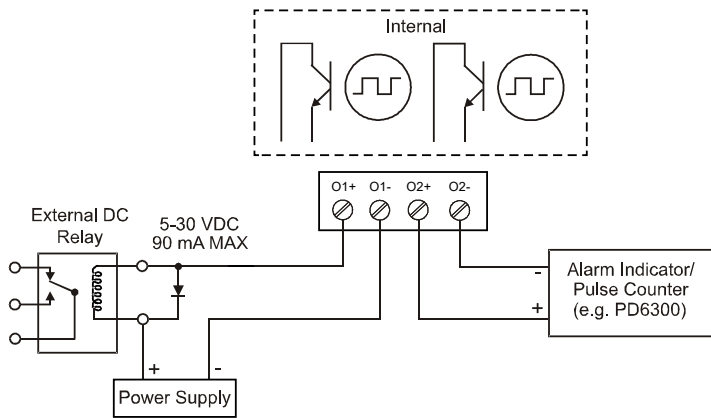 Internal
O1+ O1- O2+ O2-
External DC
Relay
5-30 VDC
90 mA MAX
-
+
Alarm Indicator/
Pulse Counter
(e.g. PD6300)
+ -
Power Supply